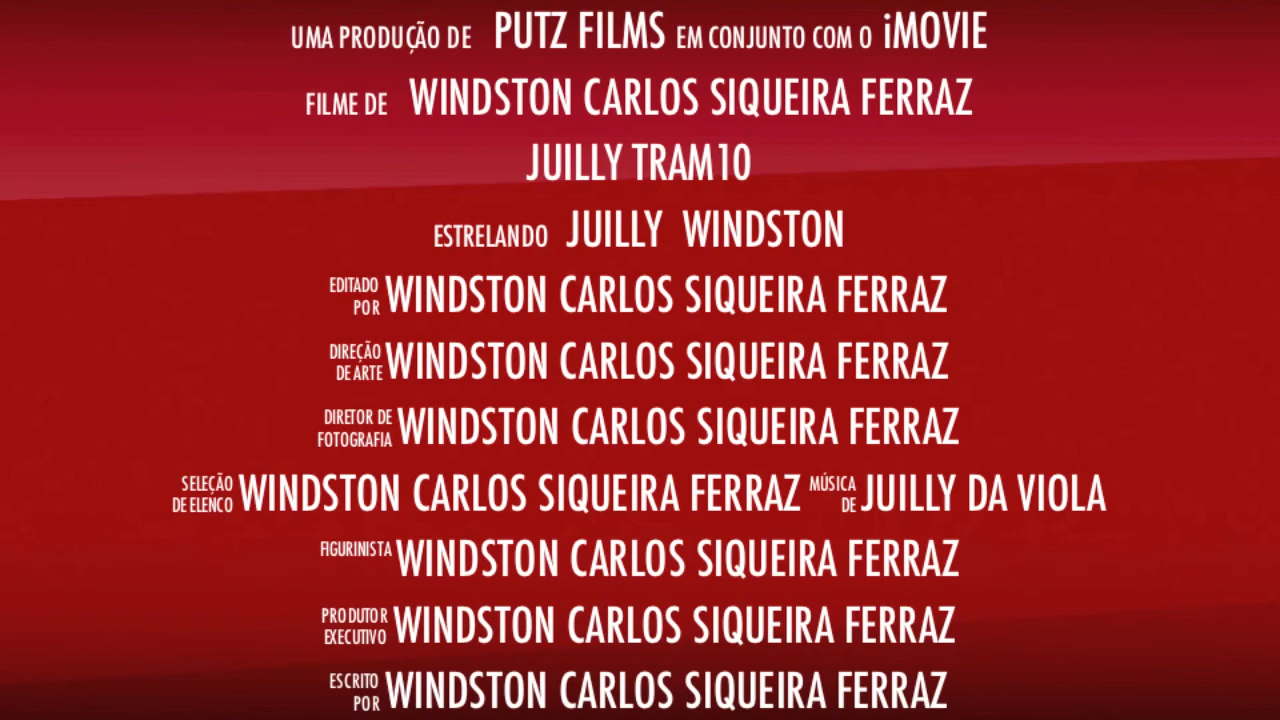 UMA PRODUÇÃO DE PUTZ FILMS EM CONJUNTO COM O iMOVIE
FILME DE WINDSTON CARLOS SIQUEIRA FERRAZ
JUILLY TRAM10
ESTRELANDO JUILLY WINDSTON
EDITADO POR WINDSTON CARLOS SIQUEIRA FERRAZ
DIREÇÃO DE ARTE WINDSTON CARLOS SIQUEIRA FERRAZ
DIRETOR DE FOTOGRAFIA WINDSTON CARLOS SIQUEIRA FERRAZ
SELEÇÃO DE ELENCO WINDSTON CARLOS SIQUEIRA FERRAZ MÚSICA DE JUILLY DA VIOLA
FIGURINISTA WINDSTON CARLOS SIQUEIRA FERRAZ
PRODUTOR EXECUTIVO WINDSTON CARLOS SIQUEIRA FERRAZ
ESCRITO POR WINDSTON CARLOS SIQUEIRA FERRAZ